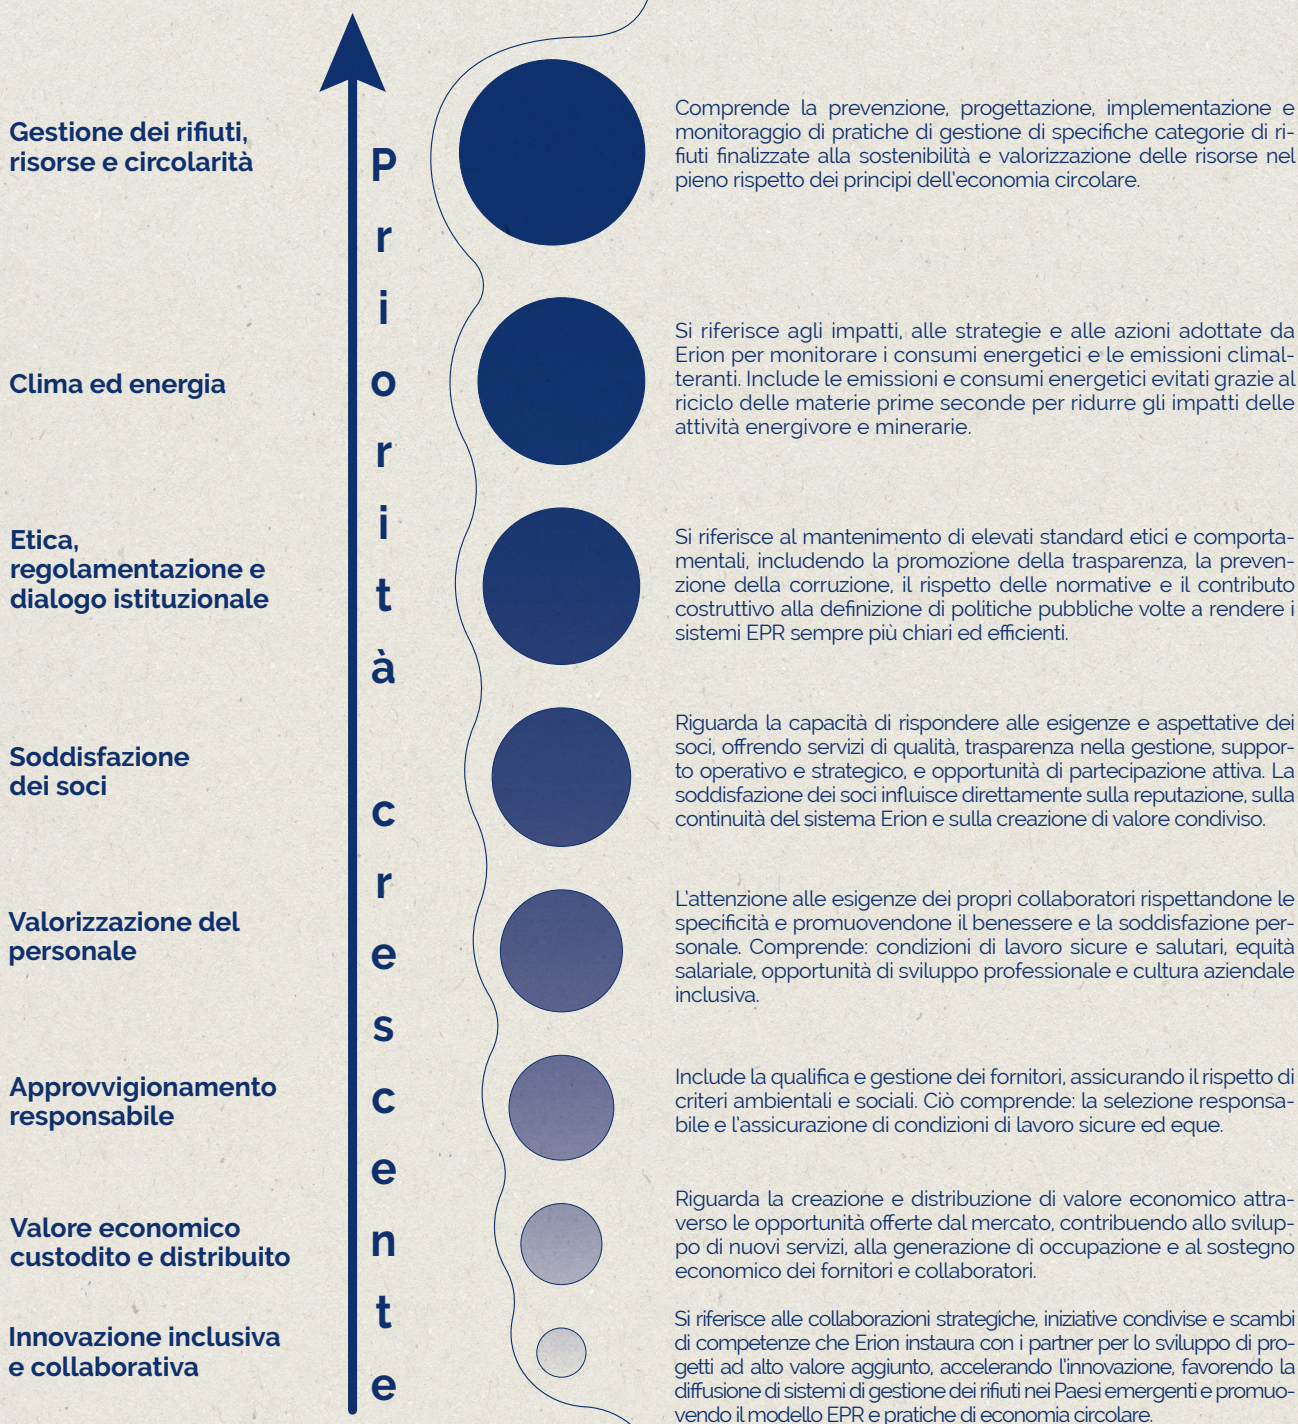 Gestione dei rifiuti,
risorse e circolarità
Comprende la prevenzione, progettazione, implementazione e
monitoraggio di pratiche di gestione di specifiche categorie di ri-
fiuti finalizzate alla sostenibilità e valorizzazione delle risorse nel
pieno rispetto dei principi dell'economia circolare.
Clima ed energia
Si riferisce agli impatti, alle strategie e alle azioni adottate da
Erion per monitorare i consumi energetici e le emissioni climal-
teranti. Include le emissioni e consumi energetici evitati grazie al
riciclo delle materie prime seconde per ridurre gli impatti delle
attività energivore e minerarie.
Etica,
regolamentazione e
dialogo istituzionale
Si riferisce al mantenimento di elevati standard etici e comporta-
mentali, includendo la promozione della trasparenza, la preven-
zione della corruzione, il rispetto delle normative e il contributo
costruttivo alla definizione di politiche pubbliche volte a rendere i
sistemi EPR sempre più chiari ed efficienti.
Soddisfazione
dei soci
Riguarda la capacità di rispondere alle esigenze e aspettative dei
soci, offrendo servizi di qualità, trasparenza nella gestione, suppor-
to operativo e strategico, e opportunità di partecipazione attiva. La
soddisfazione dei soci influisce direttamente sulla reputazione, sulla
continuità del sistema Erion e sulla creazione di valore condiviso.
Valorizzazione del
personale
L'attenzione alle esigenze dei propri collaboratori rispettandone le
specificità e promuovendone il benessere e la soddisfazione per-
sonale. Comprende: condizioni di lavoro sicure e salutari, equità
salariale, opportunità di sviluppo professionale e cultura aziendale
inclusiva.
Approvvigionamento
responsabile
Include la qualifica e gestione dei fornitori, assicurando il rispetto di
criteri ambientali e sociali. Ciò comprende: la selezione responsa-
bile e l'assicurazione di condizioni di lavoro sicure ed eque.
Valore economico
custodito e distribuito
Riguarda la creazione e distribuzione di valore economico attra-
verso le opportunità offerte dal mercato, contribuendo allo svilup-
po di nuovi servizi, alla generazione di occupazione e al sostegno
economico dei fornitori e collaboratori.
Innovazione inclusiva
e collaborativa
Si riferisce alle collaborazioni strategiche, iniziative condivise e scambi
di competenze che Erion instaura con i partner per lo sviluppo di pro-
getti ad alto valore aggiunto, accelerando l'innovazione, favorendo la
diffusione di sistemi di gestione dei rifiuti nei Paesi emergenti e promuo-
vendo il modello EPR e pratiche di economia circolare.
Priorità crescente